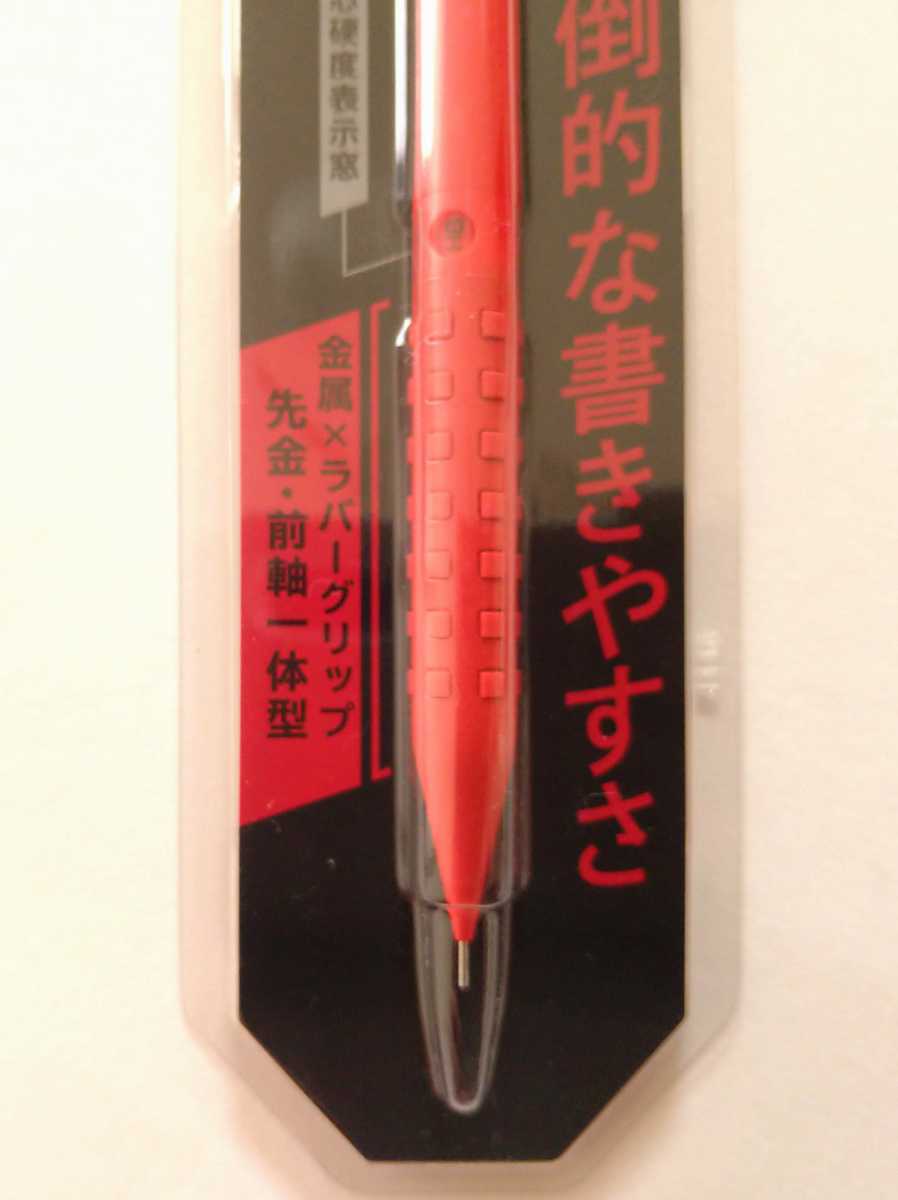 倒的な書きやすさ
芯硬度表示窓
金属×ラバーグリップ
先金・前軸一体型